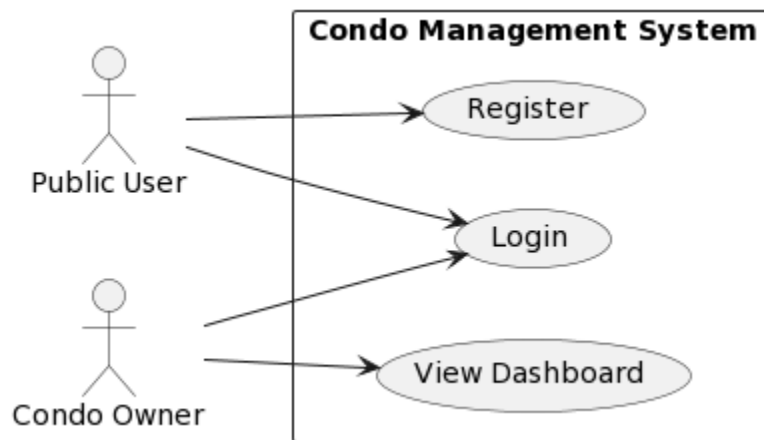 Condo Management System
Register
Public User
Login
View Dashboard
Condo Owner